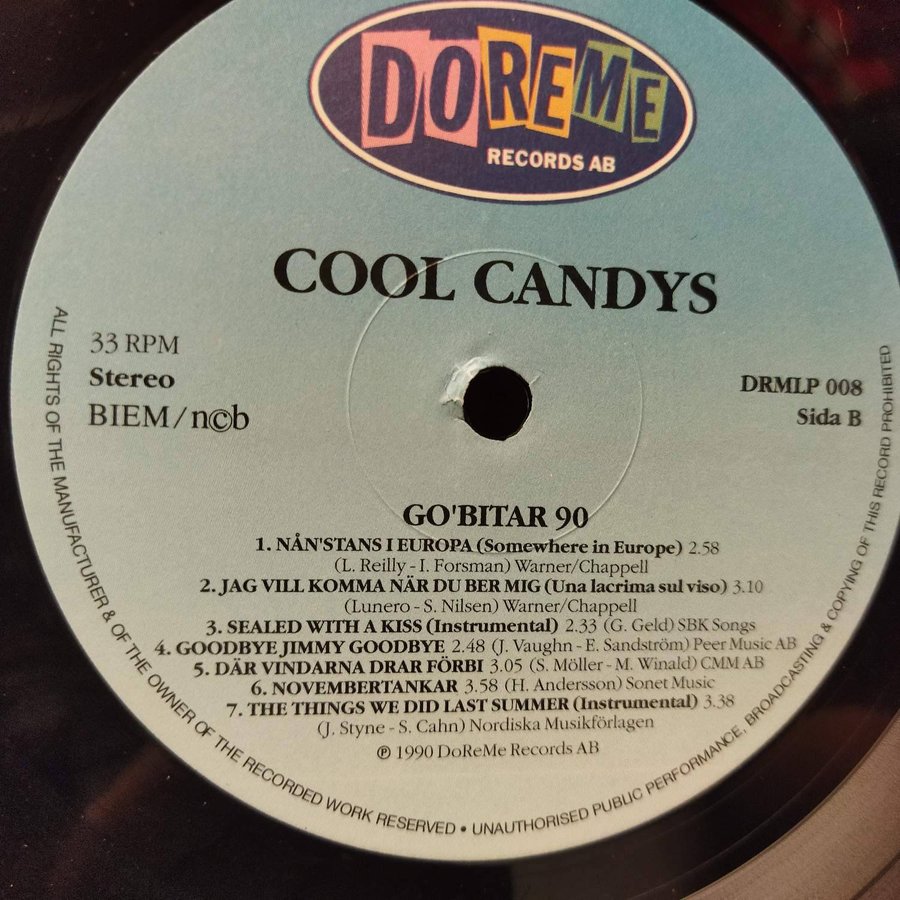 DOREME
RECORDS AB
COOL CANDYS
33 RPM
Stereo
BIEM/n©b
DRMLP 008
Sida B
GO'BITAR 90
1. NÅN'STANS I EUROPA (Somewhere in Europe) 2.58
(L. Reilly - I. Forsman) Warner/Chappell
2. JAG VILL KOMMA NÄR DU BER MIG (Una lacrima sul viso) 3.10
(Lunero - S. Nilsen) Warner/Chappell
3. SEALED WITH A KISS (Instrumental) 2.33 (G. Geld) SBK Songs
4. GOODBYE JIMMY GOODBYE 2.48 (J. Vaughn - E. Sandström) Peer Music AB
5. DÄR VINDARNA DRAR FÖRBI 3.05 (S. Möller - M. Winald) CMM AB
6. NOVEMBERTANKAR 3.58 (H. Andersson) Sonet Music
7. THE THINGS WE DID LAST SUMMER (Instrumental) 3.38
(J. Styne - S. Cahn) Nordiska Musikförlagen
℗ 1990 DoReMe Records AB
ALL RIGHTS OF THE MANUFACTURER & OF THE OWNER OF THE RECORDED WORK RESERVED • UNAUTHORISED PUBLIC PERFORMANCE, BROADCASTING & COPYING OF THIS RECORD PROHIBITED